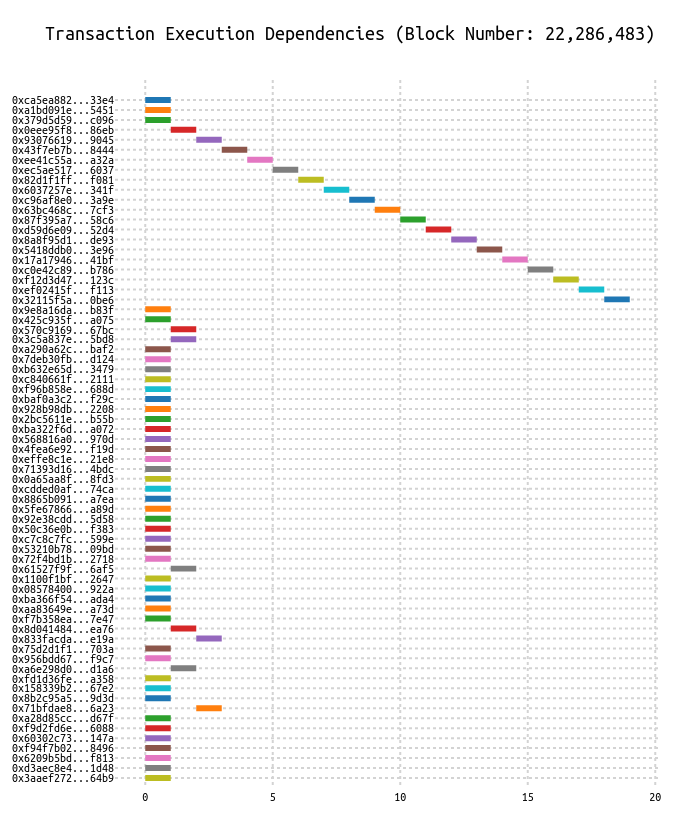 Transaction Execution Dependencies (Block Number: 22,286,483)
0xca5ea882...33e4
0xa1bd091e...5451
0x379d5d59...c096
0x0eee95f8...86eb
0x93076619...9045
0x43f7eb7b...8444
0xee41c55a...a32a
0xec5ae517...6037
0x82d1f1ff...f081
0x6037257e...341f
0xc96af8e0...3a9e
0x63bc468c...7cf3
0x87f395a7...58c6
0xd59d6e09...52d4
0x8a8f95d1...de93
0x5418ddb0...3e96
0x17a17946...41bf
0xc0e42c89...b786
0xf12d3d47...123c
0xef02415f...f113
0x32115f5a...0be6
0x9e8a16da...b83f
0x425c935f...a075
0x570c9169...67bc
0x3c5a837e...5bd8
0xa290a62c...baf2
0x7deb30fb...d124
0xb632e65d...3479
0xc840661f...2111
0xf96b858e...688d
0xbaf0a3c2...f29c
0x928b98db...2208
0x2bc5611e...b55b
0xba322f6d...a072
0x568816a0...970d
0x4fea6e92...f19d
0xeffe8c1e...21e8
0x71393d16...4bdc
0x0a65aa8f...8fd3
0xcdded0af...74ca
0x8865b091...a7ea
0x5fe67866...a89d
0x92e38cdd...5d58
0x50c36e0b...f383
0xc7c8c7fc...599e
0x53210b78...09bd
0x72f4bd1b...2718
0x61527f9f...6af5
0x1100f1bf...2647
0x08578400...922a
0xba366f54...ada4
0xaa83649e...a73d
0xf7b358ea...7e47
0x8d041484...ea76
0x833facda...e19a
0x75d2d1f1...703a
0x956bdd67...f9c7
0xa6e298d0...d1a6
0xfd1d36fe...a358
0x158339b2...67e2
0x8b2c95a5...9d3d
0x71bfdae8...6a23
0xa28d85cc...d67f
0xf9d2fd6e...6088
0x60302c73...147a
0xf94f7b02...8496
0x6209b5bd...f813
0xd3aec8e4...1d48
0x3aaef272...64b9
0 5 10 15 20